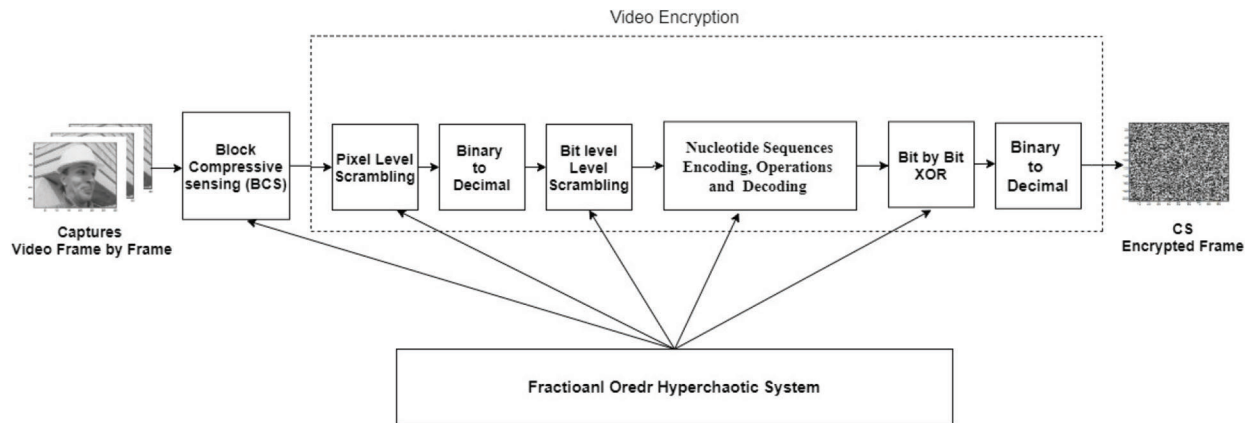 Video Encryption
Block
Compressive
sensing (BCS)
Pixel Level
Scrambling
Binary
to
Decimal
Bit level
Level
Scrambling
Nucleotide Sequences
Encoding, Operations
and Decoding
Bit by Bit
XOR
Binary
to
Decimal
Captures
Video Frame by Frame
CS
Encrypted Frame
Fractioanl Oredr Hyperchaotic System